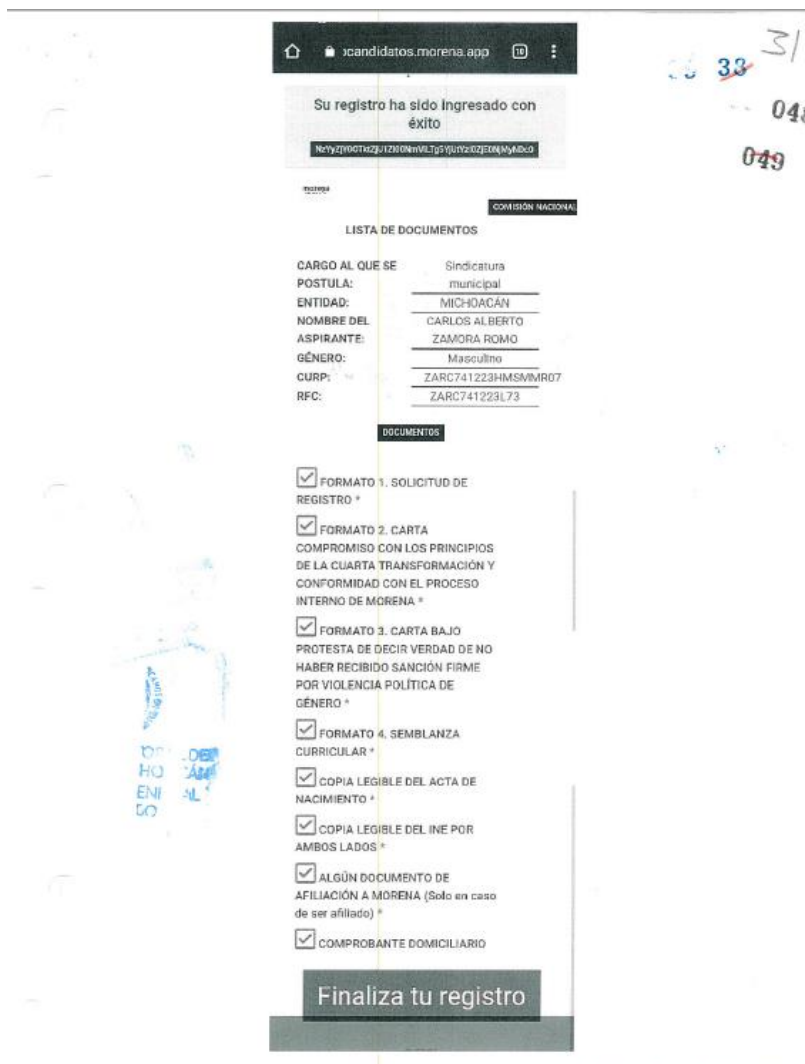 ɔcandidatos.morena.app
10
31
33
048
049
Su registro ha sido ingresado con
éxito
morena
COMISIÓN NACIONAL
LISTA DE DOCUMENTOS
CARGO AL QUE SE Sindicatura
POSTULA: municipal
ENTIDAD: MICHOACÁN
NOMBRE DEL CARLOS ALBERTO
ASPIRANTE: ZAMORA ROMO
GÉNERO: Masculino
CURP: ZARC741223HMSMMR07
RFC: ZARC741223L73
DOCUMENTOS
FORMATO 1. SOLICITUD DE
REGISTRO *
FORMATO 2. CARTA
COMPROMISO CON LOS PRINCIPIOS
DE LA CUARTA TRANSFORMACIÓN Y
CONFORMIDAD CON EL PROCESO
INTERNO DE MORENA *
FORMATO 3. CARTA BAJO
PROTESTA DE DECIR VERDAD DE NO
HABER RECIBIDO SANCIÓN FIRME
POR VIOLENCIA POLÍTICA DE
GÉNERO *
FORMATO 4. SEMBLANZA
CURRICULAR *
COPIA LEGIBLE DEL ACTA DE
NACIMIENTO *
COPIA LEGIBLE DEL INE POR
AMBOS LADOS *
ALGÚN DOCUMENTO DE
AFILIACIÓN A MORENA (Solo en caso
de ser afiliado) *
COMPROBANTE DOMICILIARIO
Finaliza tu registro